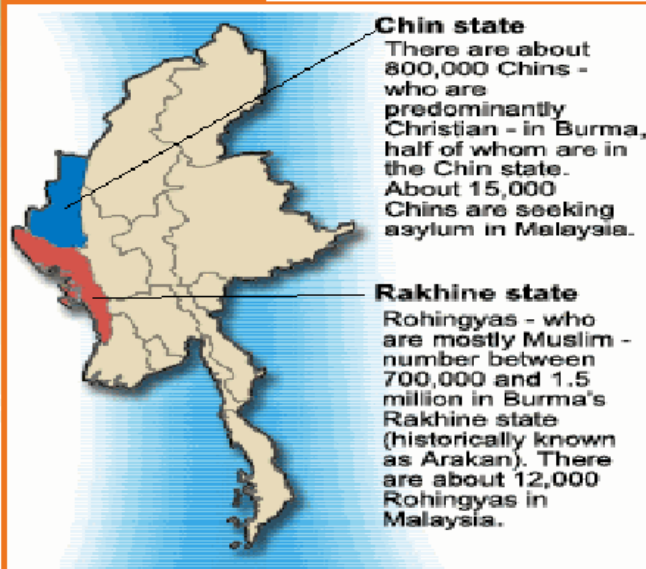 Chin state
There are about
800,000 Chins -
who are
predominantly
Christian - in Burma,
half of whom are in
the Chin state.
About 15,000
Chins are seeking
asylum in Malaysia.
Rakhine state
Rohingyas - who
are mostly Muslim -
number between
700,000 and 1.5
million in Burma's
Rakhine state
(historically known
as Arakan). There
are about 12,000
Rohingyas in
Malaysia.